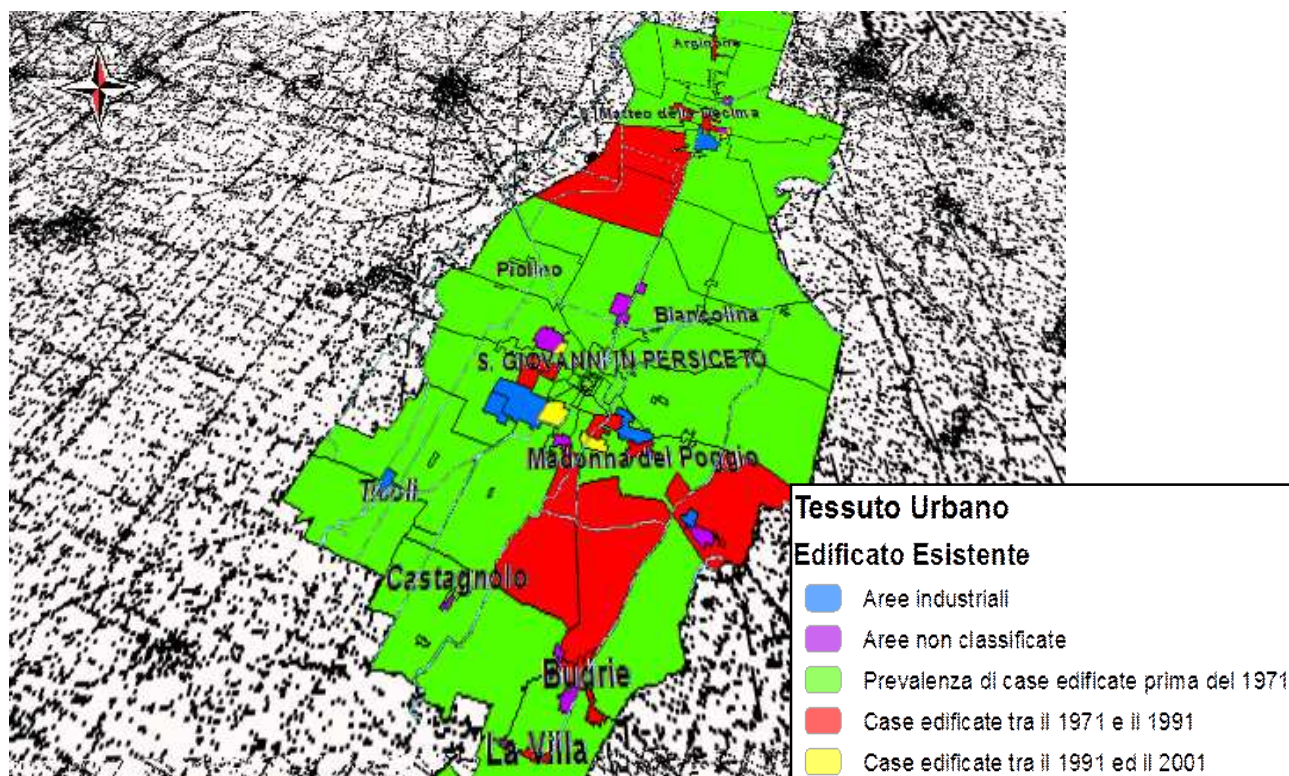 Arginone
S. Matteo della Decima
Piolino
Biancolina
S. GIOVANNI IN PERSICETO
Madonna del Poggio
Tivoli
Castagnolo
Budrie
La Villa
Tessuto Urbano
Edificato Esistente
Aree industriali
Aree non classificate
Prevalenza di case edificate prima del 1971
Case edificate tra il 1971 e il 1991
Case edificate tra il 1991 ed il 2001